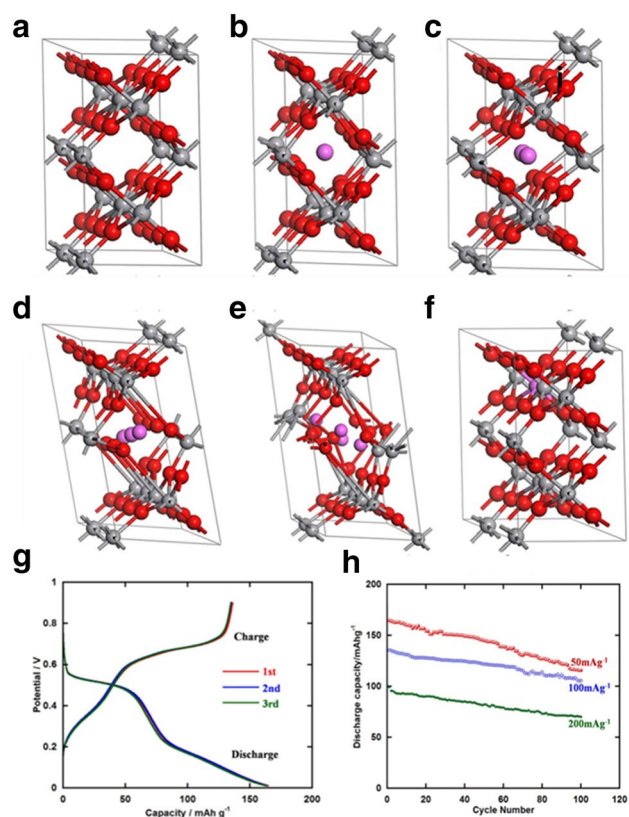 a b c
d e f
g h
1
0.8
0.6
0.4
0.2
0
0 50 100 150 200
Potential / V
Capacity / mAh g⁻¹
Charge
1st
2nd
3rd
Discharge
200
150
100
50
0
0 20 40 60 80 100 120
Discharge capacity/mAhg⁻¹
Cycle Number
50mAg⁻¹
100mAg⁻¹
200mAg⁻¹